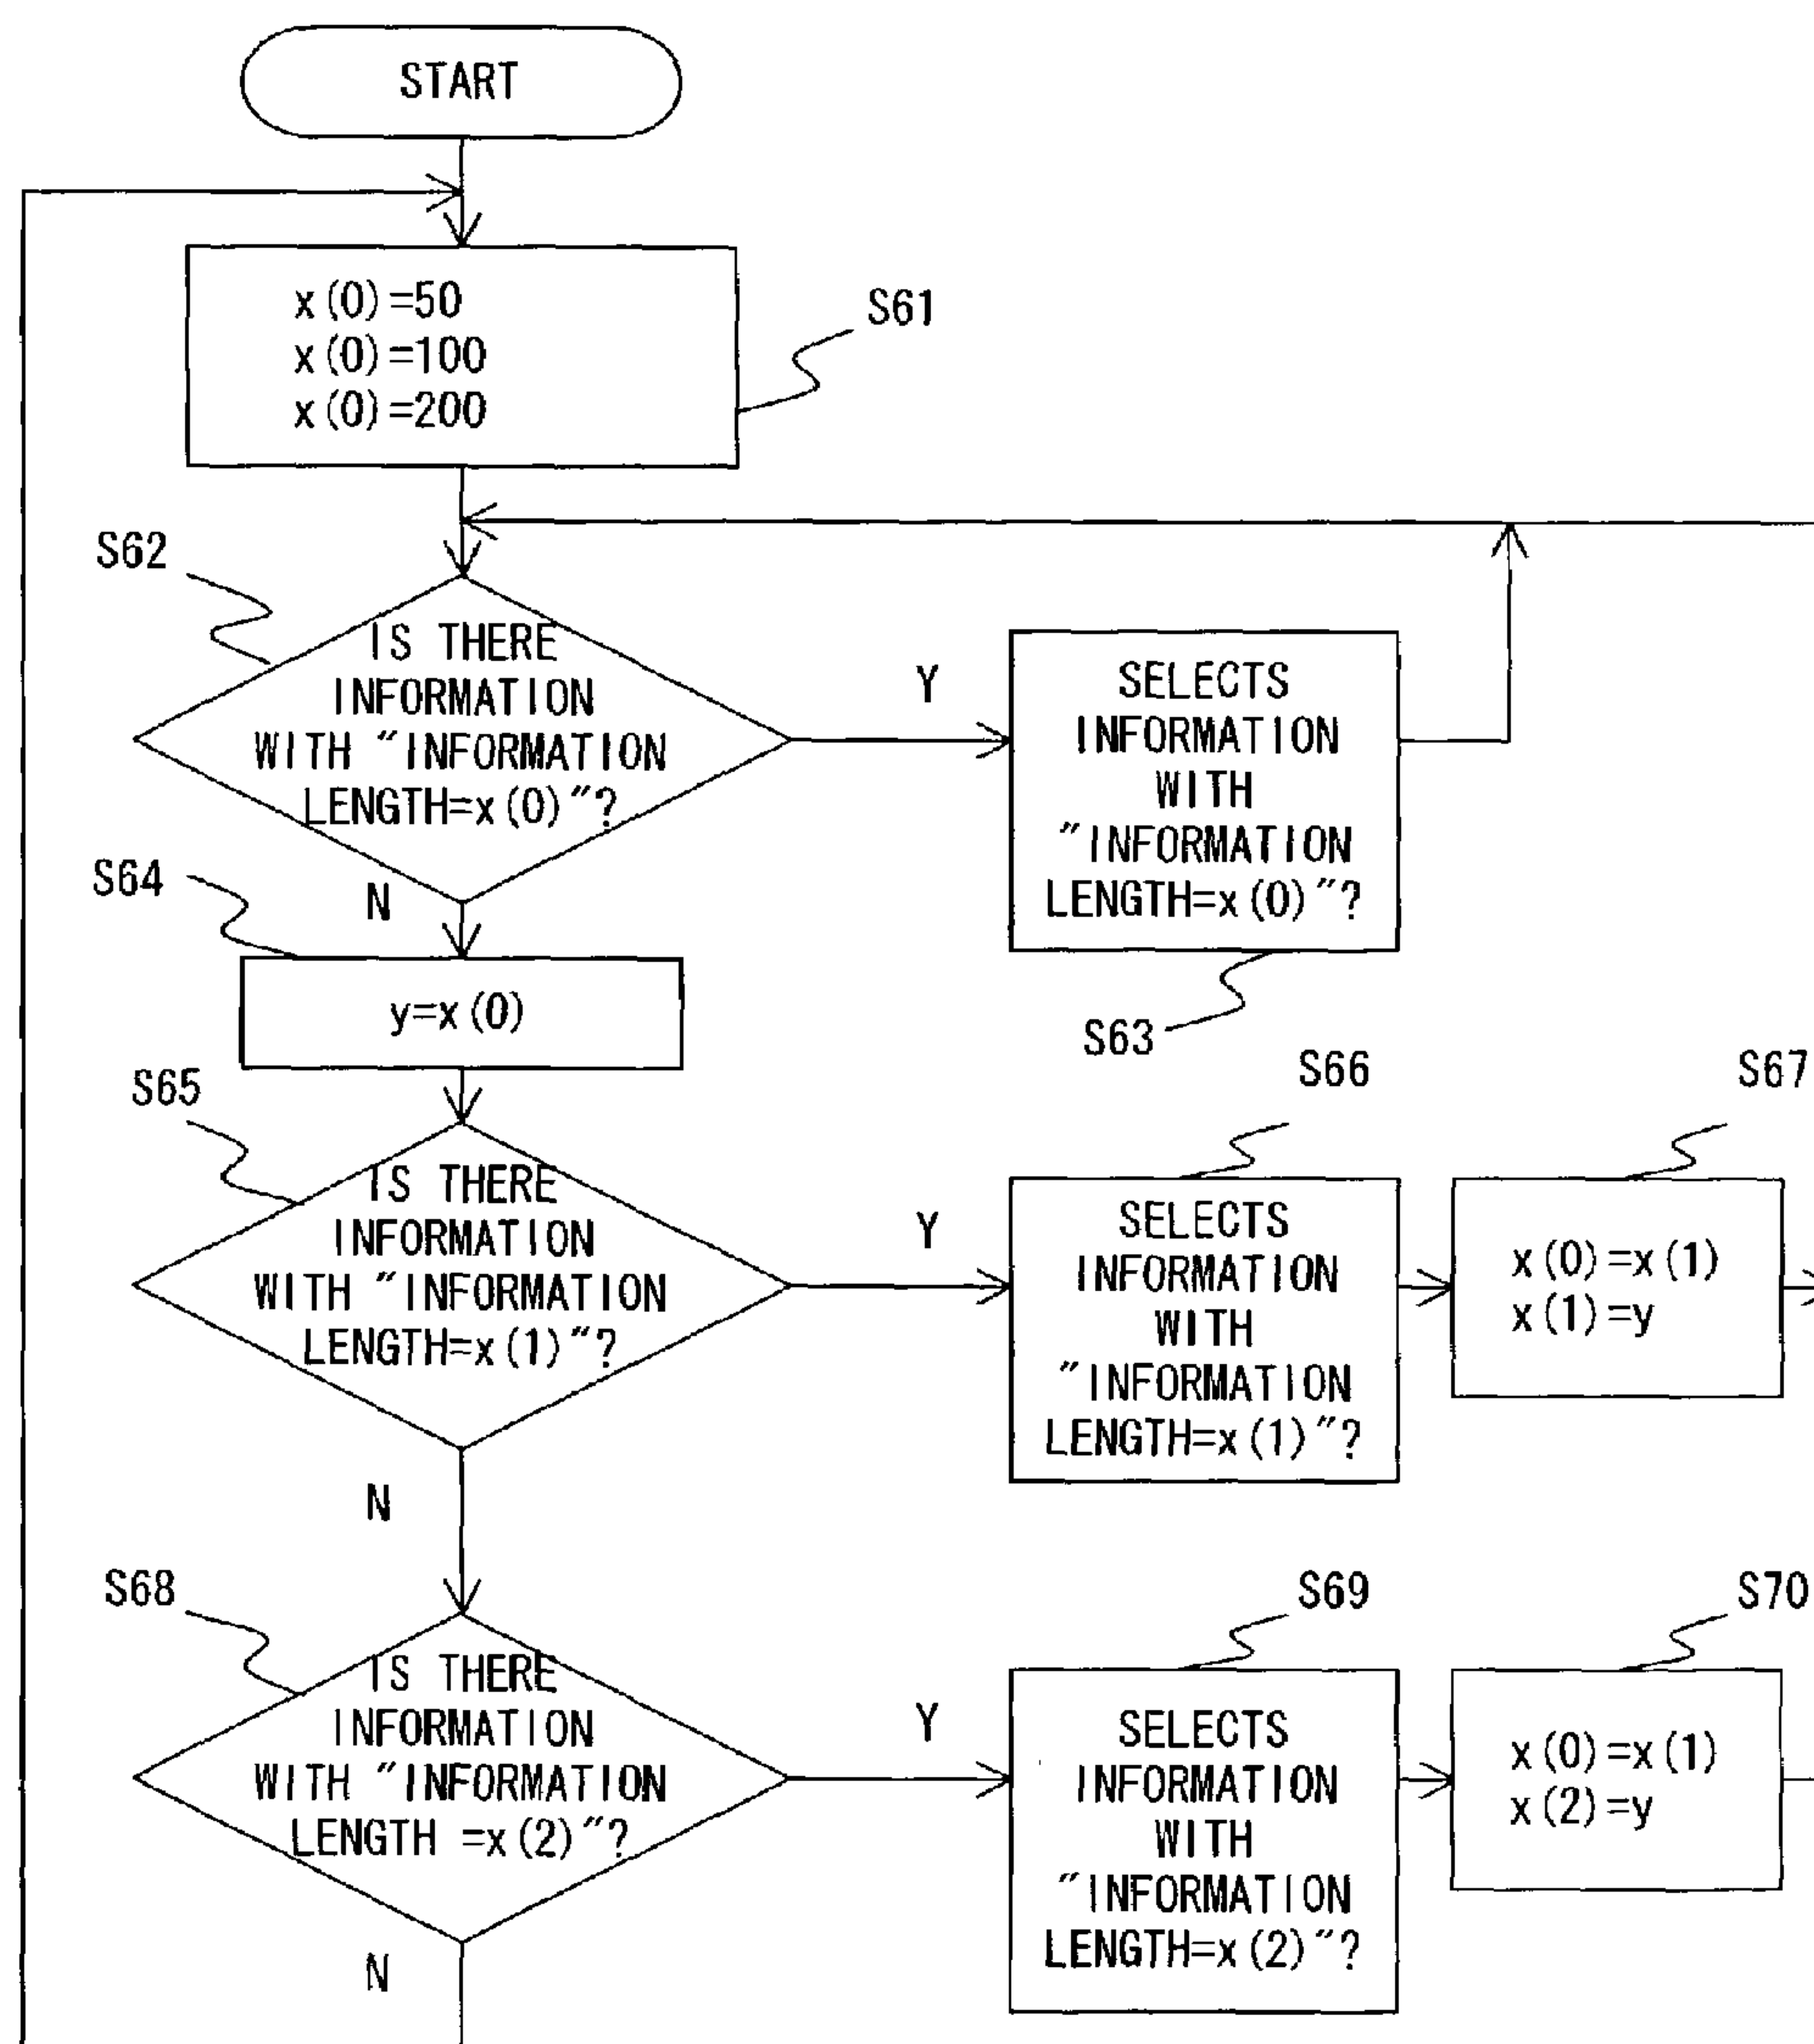 START
x(0)=50
x(0)=100
x(0)=200
S61
S62
IS THERE
INFORMATION
WITH "INFORMATION
LENGTH=x(0)"?
Y
SELECTS
INFORMATION
WITH
"INFORMATION
LENGTH=x(0)"?
S63
N
S64
y=x(0)
S65
IS THERE
INFORMATION
WITH "INFORMATION
LENGTH=x(1)"?
Y
S66
SELECTS
INFORMATION
WITH
"INFORMATION
LENGTH=x(1)"?
S67
x(0)=x(1)
x(1)=y
N
S68
IS THERE
INFORMATION
WITH "INFORMATION
LENGTH =x(2)"?
Y
S69
SELECTS
INFORMATION
WITH
"INFORMATION
LENGTH=x(2)"?
S70
x(0)=x(1)
x(2)=y
N